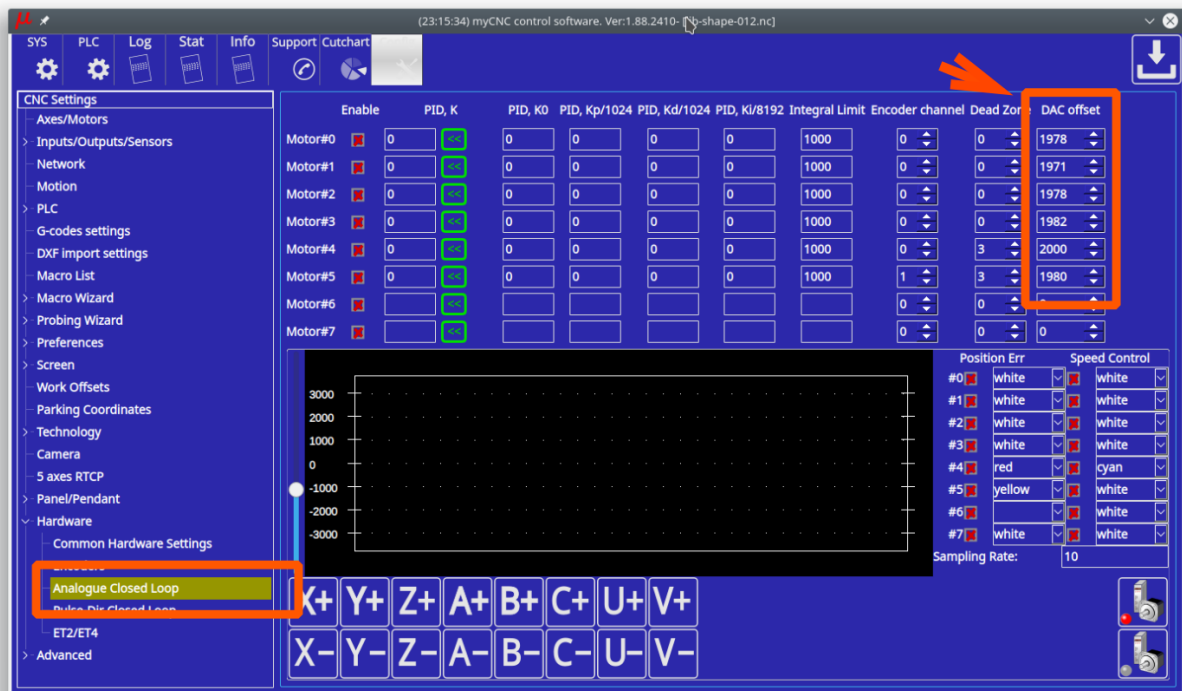 (23:15:34) myCNC control software. Ver:1.88.2410- [ b-shape-012.nc]
SYS PLC Log Stat Info Support Cutchart
CNC Settings
Axes/Motors
Inputs/Outputs/Sensors
Network
Motion
PLC
G-codes settings
DXF import settings
Macro List
Macro Wizard
Probing Wizard
Preferences
Screen
Work Offsets
Parking Coordinates
Technology
Camera
5 axes RTCP
Panel/Pendant
Hardware
Common Hardware Settings
Encoders
Analogue Closed Loop
Pulse-Dir Closed Loop
ET2/ET4
Advanced
Enable PID, K PID, K0 PID, Kp/1024 PID, Kd/1024 PID, Ki/8192 Integral Limit Encoder channel Dead Zone DAC offset
Motor#0 0 << 0 0 0 0 1000 0 0 1978
Motor#1 0 << 0 0 0 0 1000 0 0 1971
Motor#2 0 << 0 0 0 0 1000 0 0 1978
Motor#3 0 << 0 0 0 0 1000 0 0 1982
Motor#4 0 << 0 0 0 0 1000 0 3 2000
Motor#5 0 << 0 0 0 0 1000 1 3 1980
Motor#6 << 0 0
Motor#7 << 0 0 0
3000
2000
1000
0
-1000
-2000
-3000
Position Err Speed Control
#0 white white
#1 white white
#2 white white
#3 white white
#4 red cyan
#5 yellow white
#6 white
#7 white white
Sampling Rate: 10
X+ Y+ Z+ A+ B+ C+ U+ V+
X- Y- Z- A- B- C- U- V-